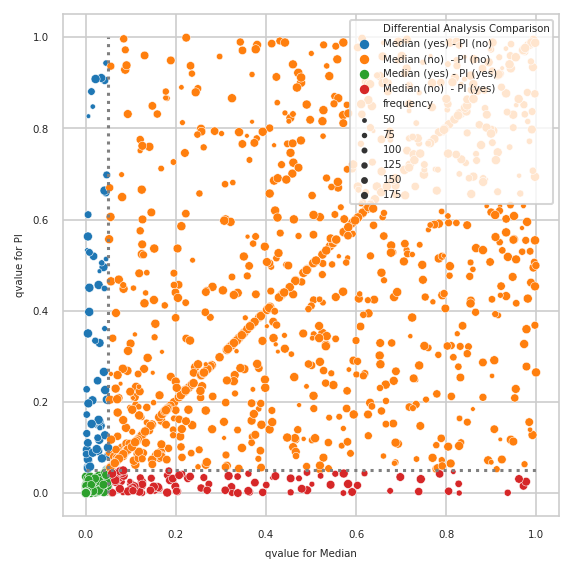 Differential Analysis Comparison
Median (yes) - PI (no)
Median (no) - PI (no)
Median (yes) - PI (yes)
Median (no) - PI (yes)
frequency
50
75
100
125
150
175
1.0
0.8
0.6
0.4
0.2
0.0
qvalue for PI
0.0 0.2 0.4 0.6 0.8 1.0
qvalue for Median